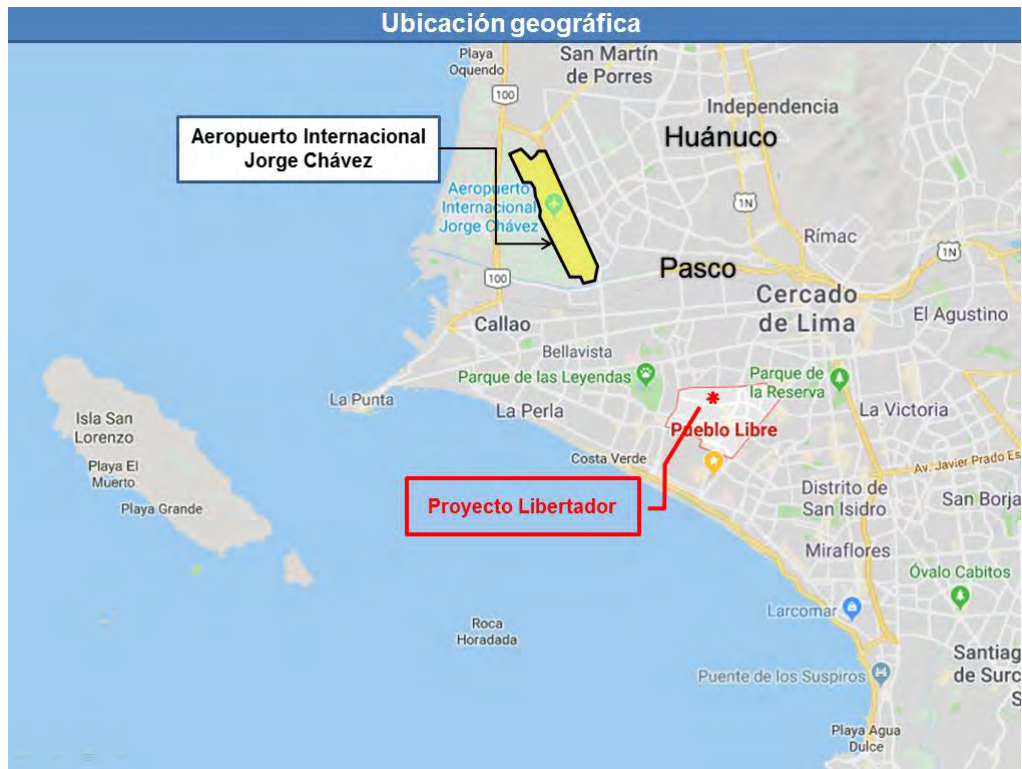 Ubicación geográfica
Playa
Oquendo
San Martín
de Porres
100
Independencia
Huánuco
Aeropuerto Internacional
Jorge Chávez
Aeropuerto
Internacional
Jorge Chávez
1N
Rímac
1N
Pasco
100
Cercado
de Lima
El Agustino
Callao
Bellavista
Parque de las Leyendas
Parque de
la Reserva
La Punta
La Perla
La Victoria
Isla San
Lorenzo
Pueblo Libre
Costa Verde
Av. Javier Prado Es
Playa El
Muerto
Playa Grande
Proyecto Libertador
Distrito de
San Isidro
San Borja
Miraflores
Óvalo Cabitos
Larcomar
Roca
Horadada
Santiag
de Surc
S
Puente de los Suspiros
Playa Agua
Dulce